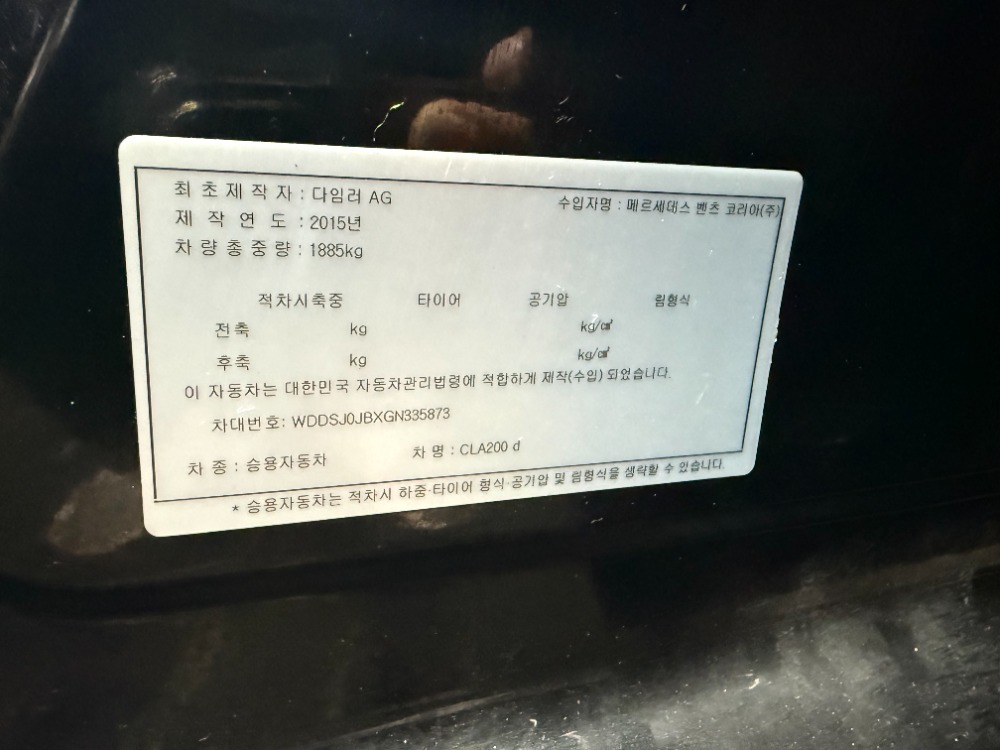 최초제작자 : 다임러 AG 수입자명 : 메르세데스 벤츠 코리아(주)
제작연도 : 2015년
차량총중량 : 1885kg
적차시축중 타이어 공기압 림형식
전축 kg kg/㎠
후축 kg kg/㎠
이 자동차는 대한민국 자동차관리법령에 적합하게 제작(수입) 되었습니다.
차대번호: WDDSJ0JBXGN335873
차종 : 승용자동차 차명 : CLA200 d
* 승용자동차는 적차시 하중·타이어 형식·공기압 및 림형식을 생략할 수 있습니다.